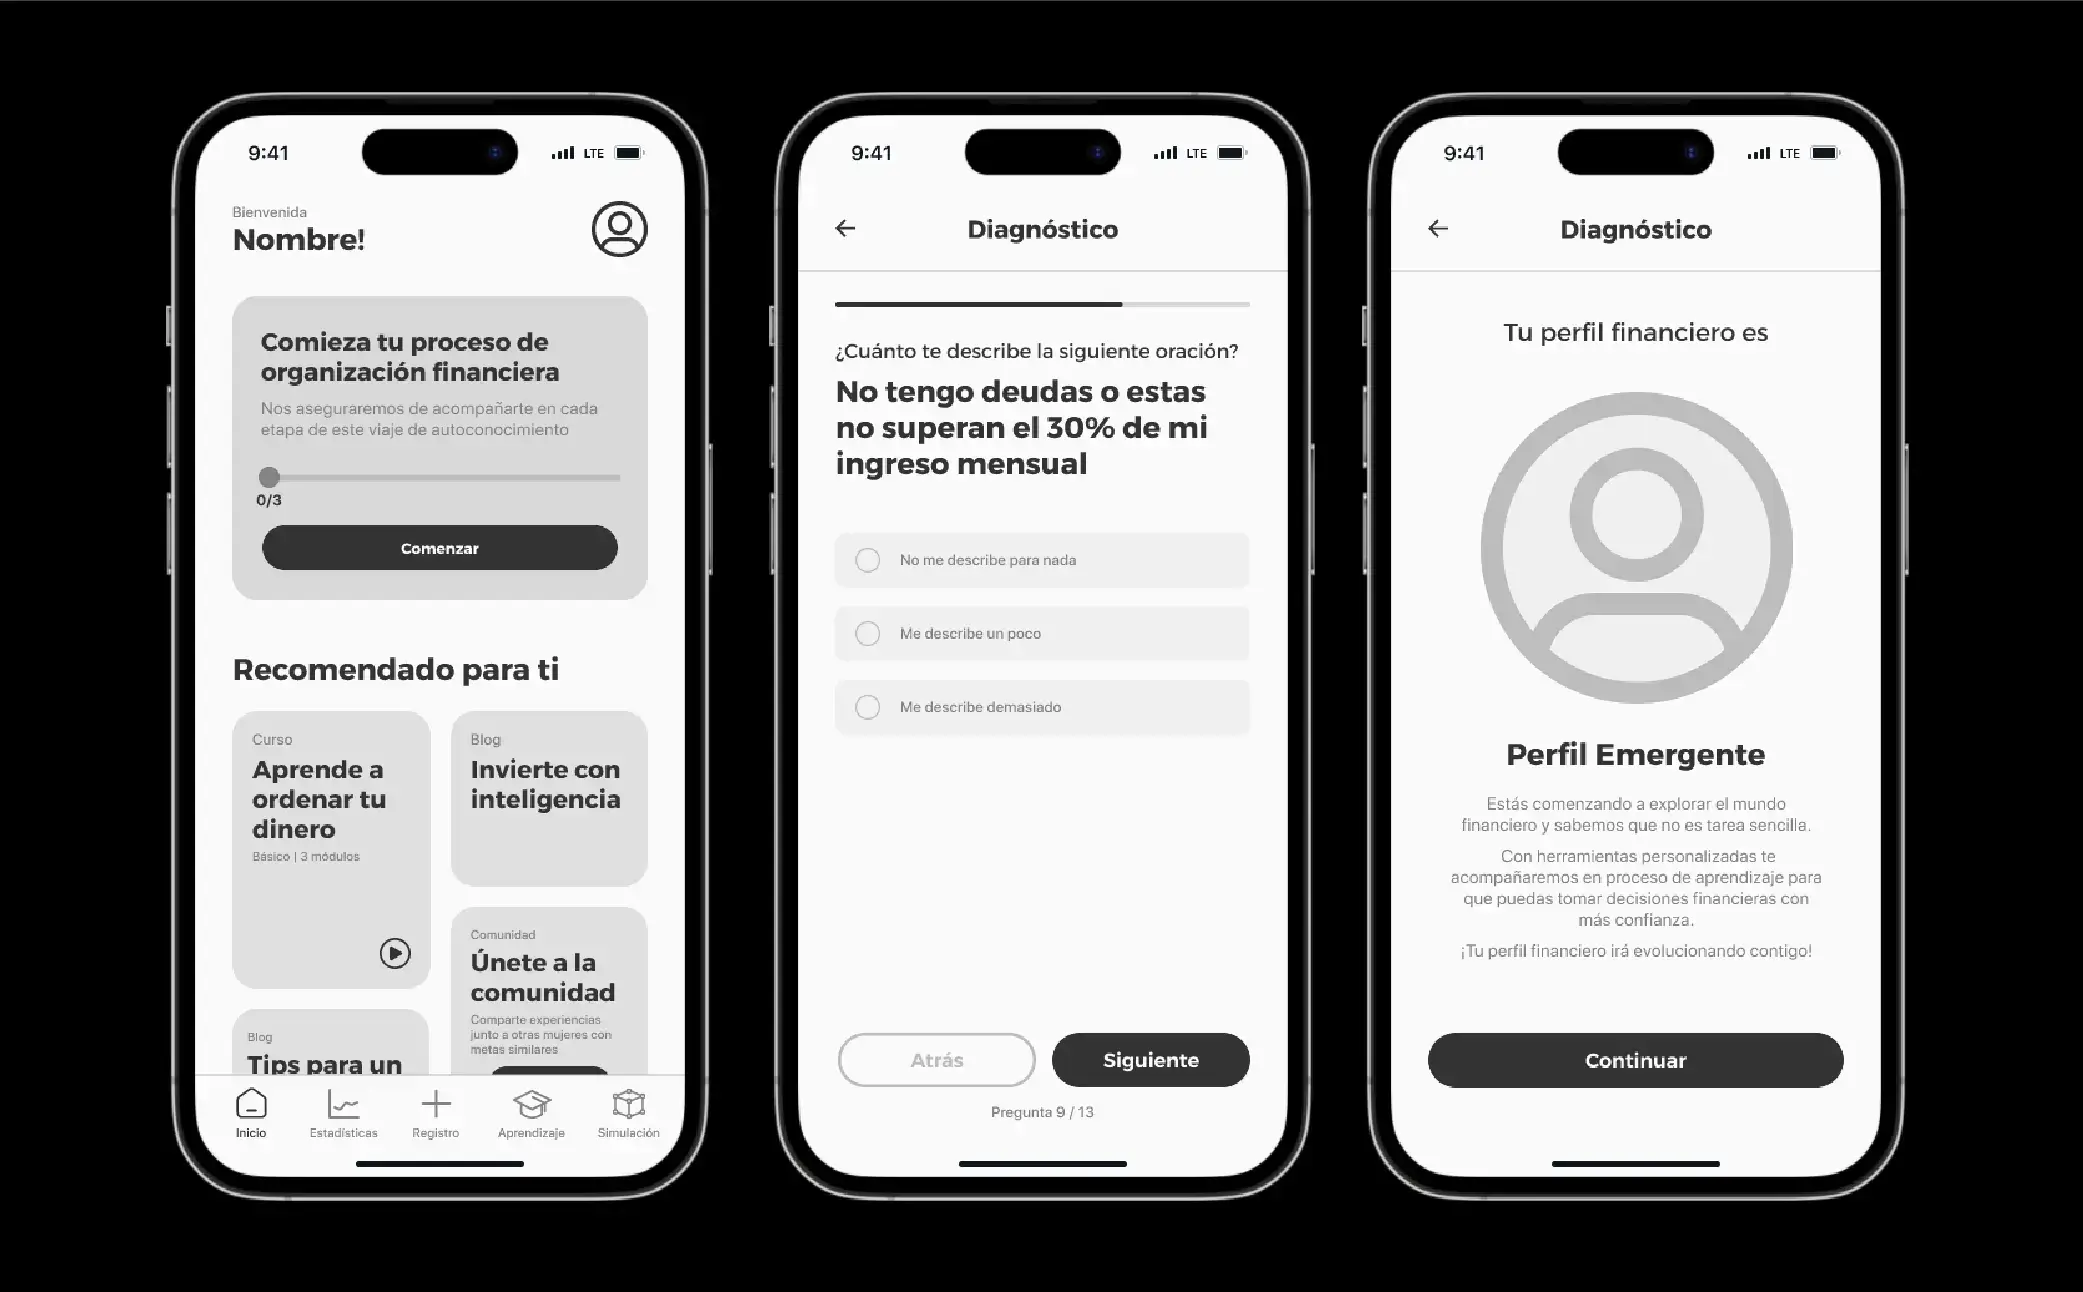 9:41
LTE
Bienvenida
Nombre!
Comieza tu proceso de
organización financiera
Nos aseguraremos de acompañarte en cada
etapa de este viaje de autoconocimiento
0/3
Comenzar
Recomendado para ti
Curso
Aprende a
ordenar tu
dinero
Básico | 3 módulos
Blog
Invierte con
inteligencia
Comunidad
Únete a la
comunidad
Comparte experiencias
junto a otras mujeres con
metas similares
Blog
Tips para un
Inicio
Estadísticas
Registro
Aprendizaje
Simulación
9:41
LTE
Diagnóstico
¿Cuánto te describe la siguiente oración?
No tengo deudas o estas
no superan el 30% de mi
ingreso mensual
No me describe para nada
Me describe un poco
Me describe demasiado
Atrás
Siguiente
Pregunta 9 / 13
9:41
LTE
Diagnóstico
Tu perfil financiero es
Perfil Emergente
Estás comenzando a explorar el mundo
financiero y sabemos que no es tarea sencilla.
Con herramientas personalizadas te
acompañaremos en proceso de aprendizaje para
que puedas tomar decisiones financieras con
más confianza.
¡Tu perfil financiero irá evolucionando contigo!
Continuar